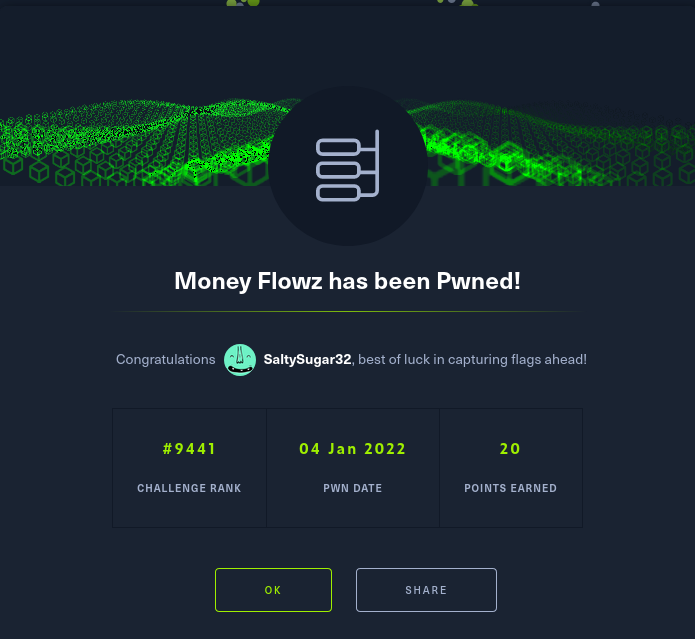 Money Flowz has been Pwned!
Congratulations SaltySugar32, best of luck in capturing flags ahead!
#9441 04 Jan 2022 20
CHALLENGE RANK PWN DATE POINTS EARNED
OK SHARE